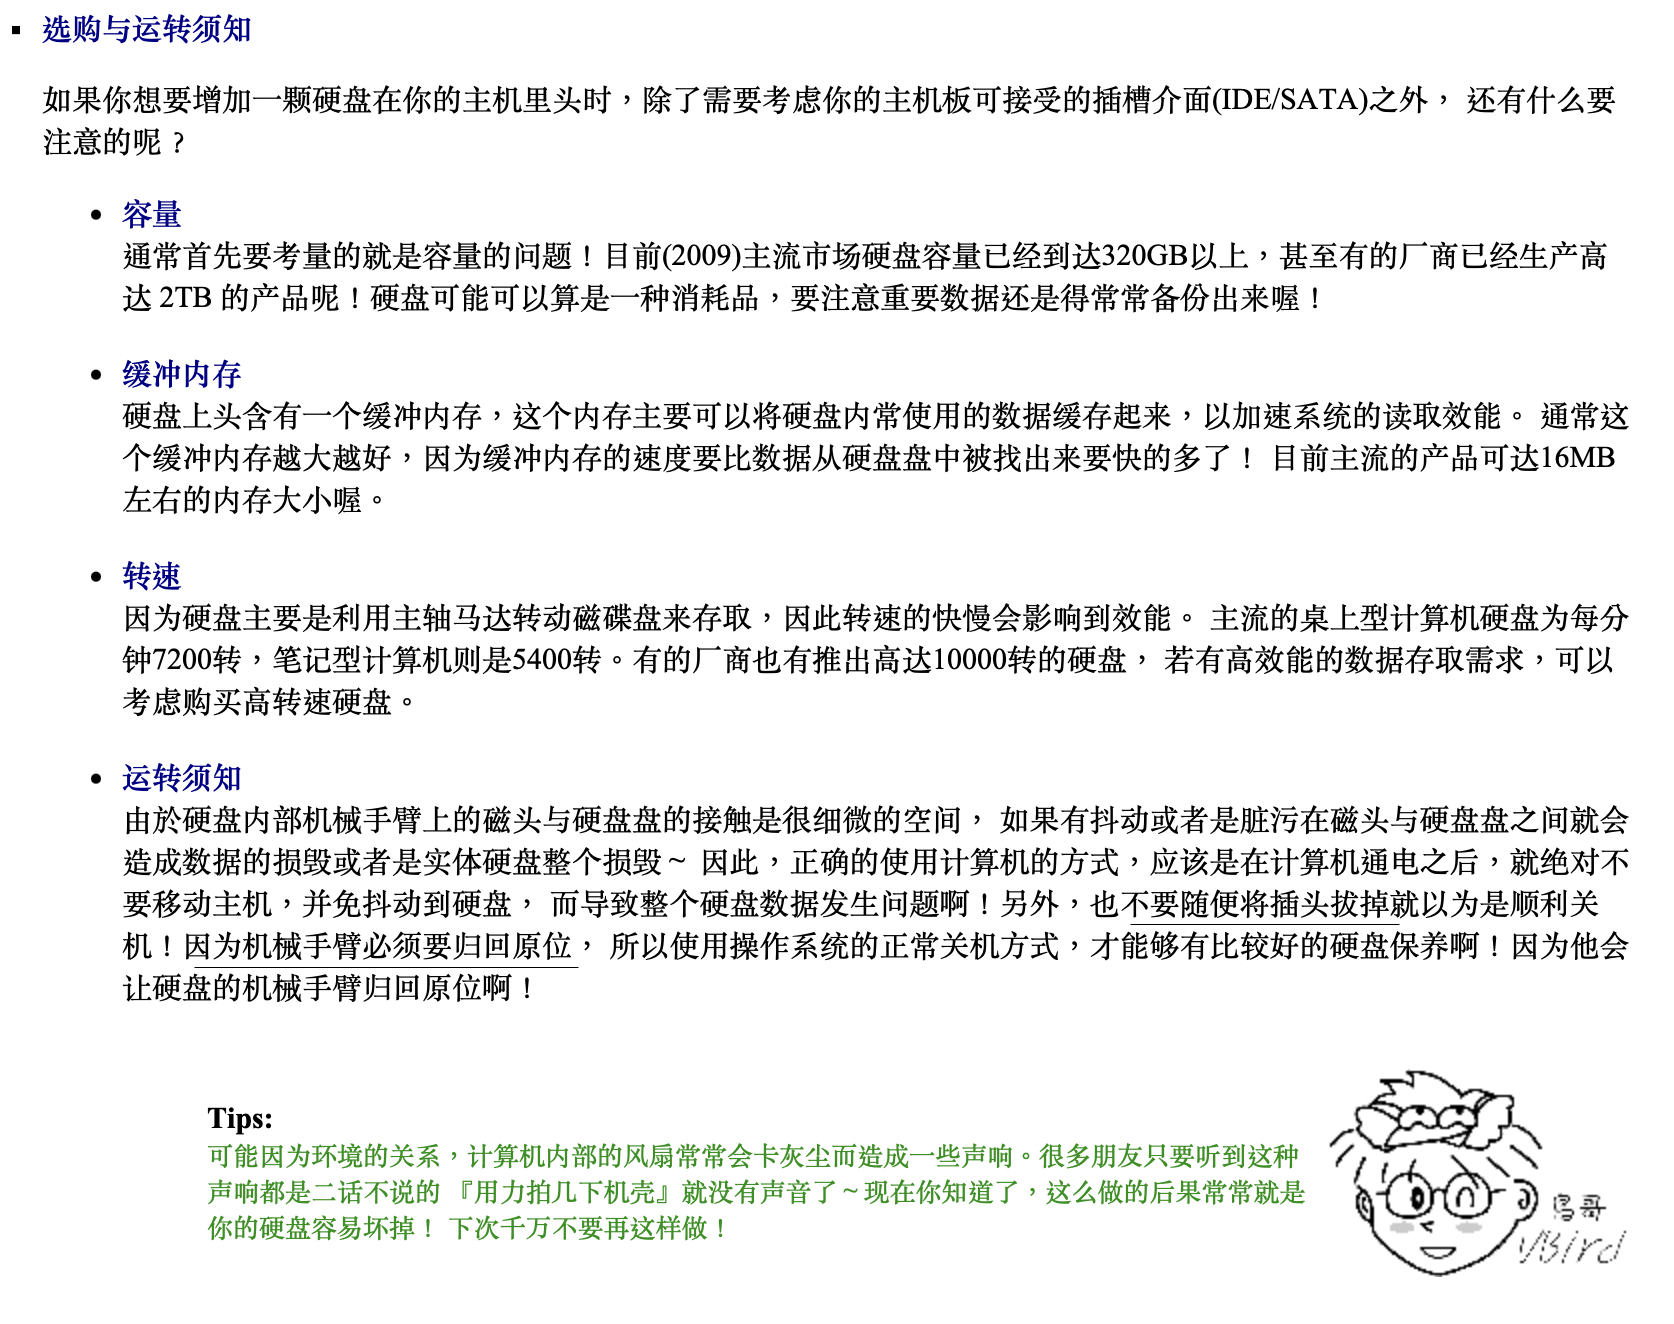 选购与运转须知
如果你想要增加一颗硬盘在你的主机里头时，除了需要考虑你的主机板可接受的插槽介面(IDE/SATA)之外， 还有什么要
注意的呢？
容量
通常首先要考量的就是容量的问题！目前(2009)主流市场硬盘容量已经到达320GB以上，甚至有的厂商已经生产高
达 2TB 的产品呢！硬盘可能可以算是一种消耗品，要注意重要数据还是得常常备份出来喔！
缓冲内存
硬盘上头含有一个缓冲内存，这个内存主要可以将硬盘内常使用的数据缓存起来，以加速系统的读取效能。 通常这
个缓冲内存越大越好，因为缓冲内存的速度要比数据从硬盘盘中被找出来要快的多了！ 目前主流的产品可达16MB
左右的内存大小喔。
转速
因为硬盘主要是利用主轴马达转动磁碟盘来存取，因此转速的快慢会影响到效能。 主流的桌上型计算机硬盘为每分
钟7200转，笔记型计算机则是5400转。有的厂商也有推出高达10000转的硬盘， 若有高效能的数据存取需求，可以
考虑购买高转速硬盘。
运转须知
由於硬盘内部机械手臂上的磁头与硬盘盘的接触是很细微的空间， 如果有抖动或者是脏污在磁头与硬盘盘之间就会
造成数据的损毁或者是实体硬盘整个损毁～ 因此，正确的使用计算机的方式，应该是在计算机通电之后，就绝对不
要移动主机，并免抖动到硬盘， 而导致整个硬盘数据发生问题啊！另外，也不要随便将插头拔掉就以为是顺利关
机！因为机械手臂必须要归回原位， 所以使用操作系统的正常关机方式，才能够有比较好的硬盘保养啊！因为他会
让硬盘的机械手臂归回原位啊！
Tips:
可能因为环境的关系，计算机内部的风扇常常会卡灰尘而造成一些声响。很多朋友只要听到这种
声响都是二话不说的 『用力拍几下机壳』就没有声音了～现在你知道了，这么做的后果常常就是
你的硬盘容易坏掉！ 下次千万不要再这样做！
鸟哥
VBird